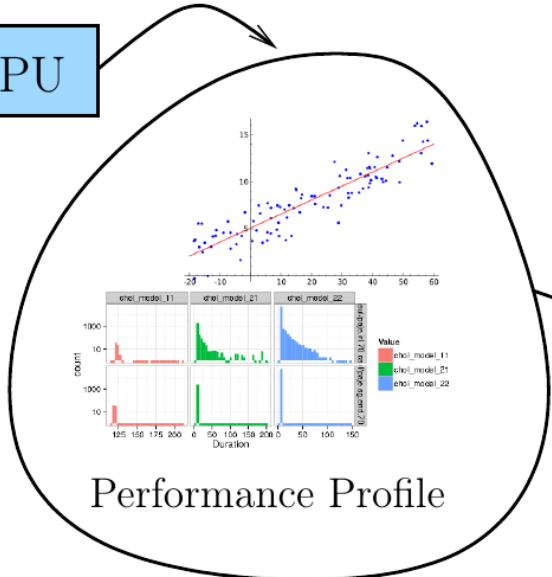 PU
15
10
5
-20 -10 0 10 20 30 40 50 60
chol_model_11 chol_model_21 chol_model_22
1000
10
1000
10
count
125 150 175 200 0 50 100 150 200 0 50 100 150
Duration
Value
chol_model_11
chol_model_21
chol_model_22
Performance Profile